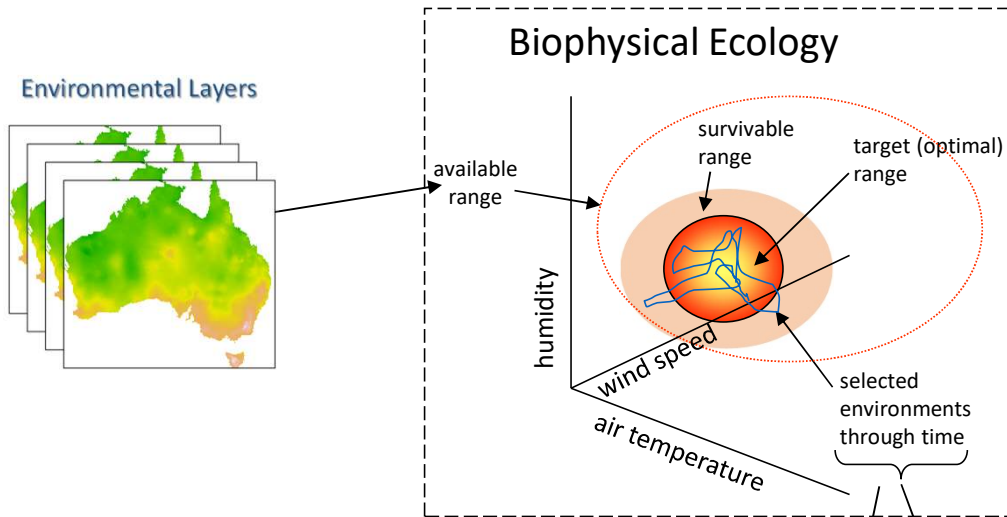 Biophysical Ecology
Environmental Layers
available
range
survivable
range
target (optimal)
range
humidity
wind speed
air temperature
selected
environments
through time